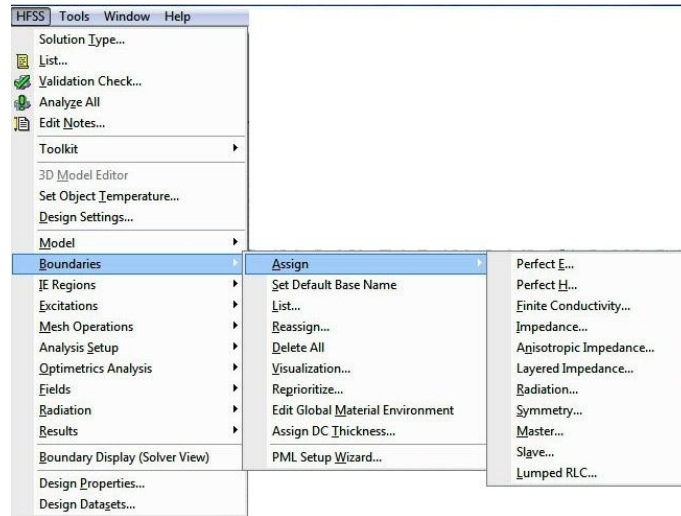 HFSS Tools Window Help
Solution Type...
List...
Validation Check...
Analyze All
Edit Notes...
Toolkit
3D Model Editor
Set Object Temperature...
Design Settings...
Model
Boundaries
IE Regions
Excitations
Mesh Operations
Analysis Setup
Optimetrics Analysis
Fields
Radiation
Results
Boundary Display (Solver View)
Design Properties...
Design Datasets...
Assign
Set Default Base Name
List...
Reassign...
Delete All
Visualization...
Reprioritize...
Edit Global Material Environment
Assign DC Thickness...
PML Setup Wizard...
Perfect E...
Perfect H...
Finite Conductivity...
Impedance...
Anisotropic Impedance...
Layered Impedance...
Radiation...
Symmetry...
Master...
Slave...
Lumped RLC...